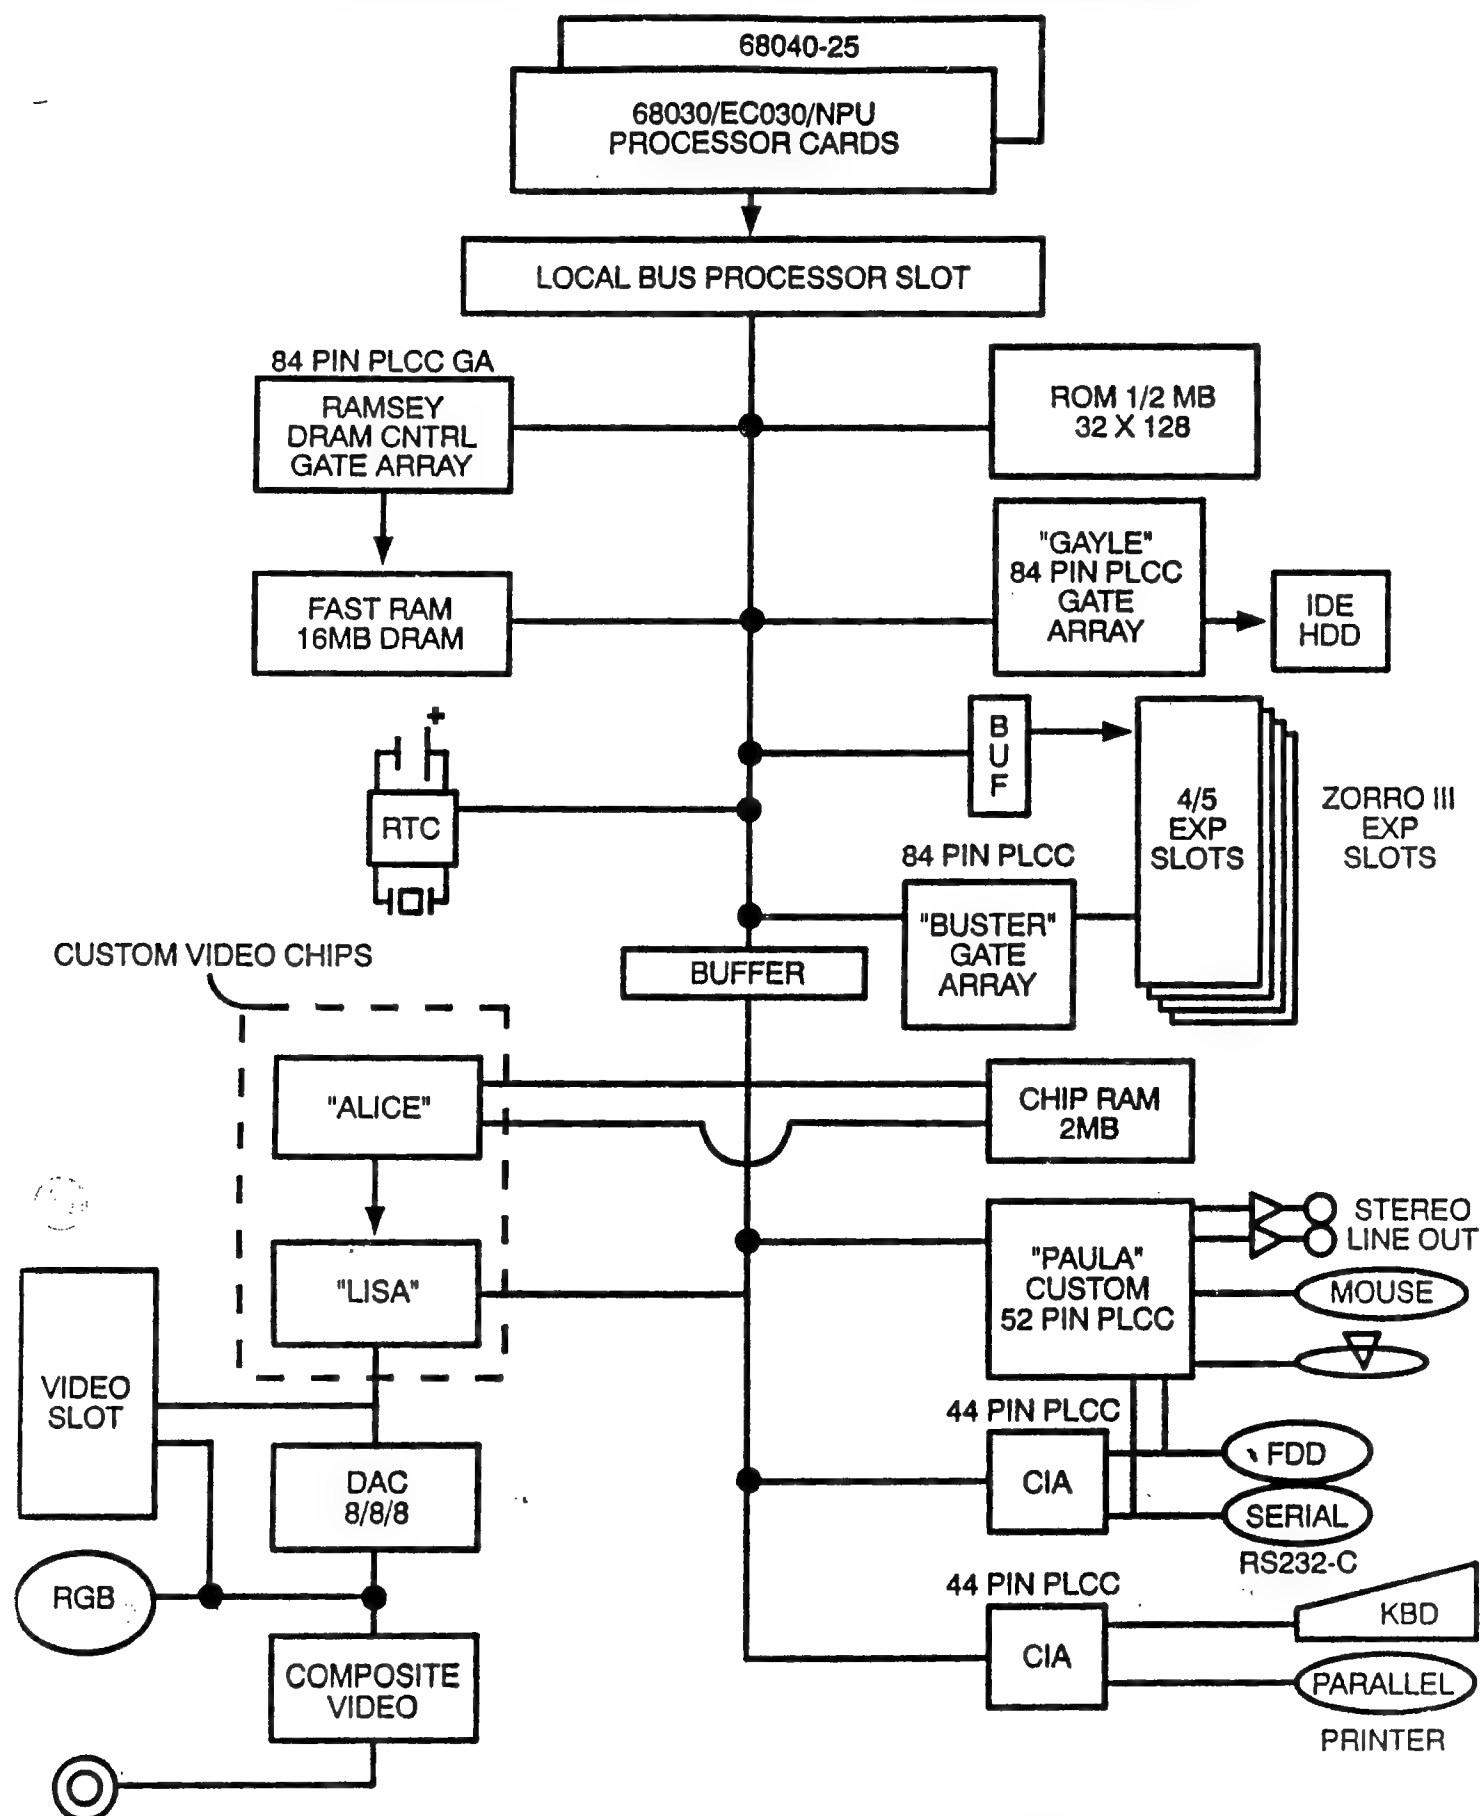 68040-25
68030/EC030/NPU
PROCESSOR CARDS
LOCAL BUS PROCESSOR SLOT
84 PIN PLCC GA
RAMSEY
DRAM CNTRL
GATE ARRAY
ROM 1/2 MB
32 X 128
"GAYLE"
84 PIN PLCC
GATE
ARRAY
IDE
HDD
FAST RAM
16MB DRAM
+
RTC
B
U
F
4/5
EXP
SLOTS
ZORRO III
EXP
SLOTS
84 PIN PLCC
"BUSTER"
GATE
ARRAY
BUFFER
CUSTOM VIDEO CHIPS
"ALICE"
CHIP RAM
2MB
"LISA"
"PAULA"
CUSTOM
52 PIN PLCC
STEREO
LINE OUT
MOUSE
VIDEO
SLOT
DAC
8/8/8
44 PIN PLCC
CIA
FDD
SERIAL
RS232-C
RGB
44 PIN PLCC
CIA
KBD
PARALLEL
PRINTER
COMPOSITE
VIDEO